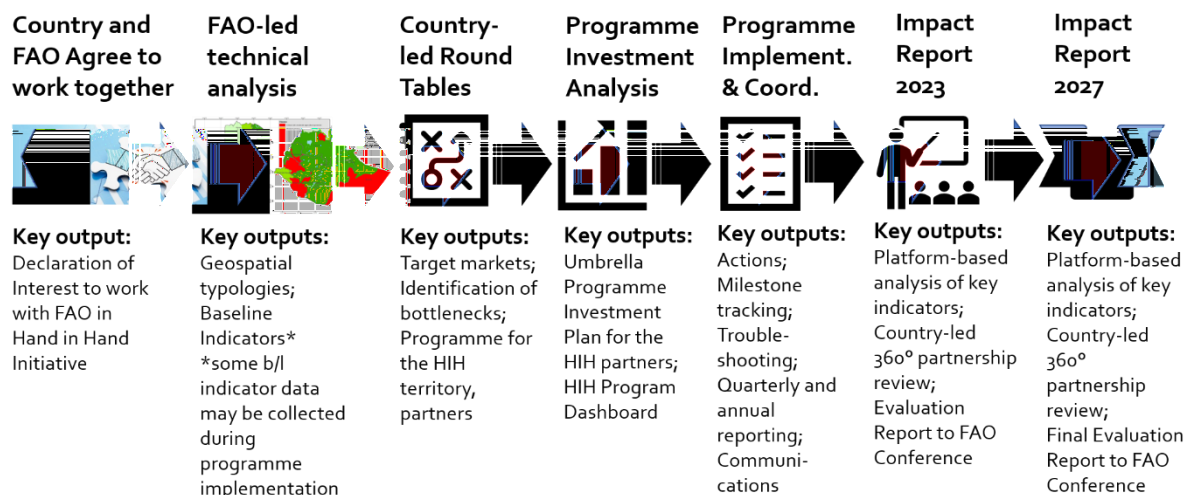 Country and
FAO Agree to
work together
FAO-led
technical
analysis
Country-
led Round
Tables
Programme
Investment
Analysis
Programme
Implement.
& Coord.
Impact
Report
2023
Impact
Report
2027
Key output:
Declaration of
Interest to work
with FAO in
Hand in Hand
Initiative
Key outputs:
Geospatial
typologies;
Baseline
Indicators*
*some b/l
indicator data
may be collected
during
programme
implementation
Key outputs:
Target markets;
Identification of
bottlenecks;
Programme for
the HIH
territory,
partners
Key outputs:
Umbrella
Programme
Investment
Plan for the
HIH partners;
HIH Program
Dashboard
Key outputs:
Actions;
Milestone
tracking;
Trouble-
shooting;
Quarterly and
annual
reporting;
Communi-
cations
Key outputs:
Platform-based
analysis of key
indicators;
Country-led
360° partnership
review;
Evaluation
Report to FAO
Conference
Key outputs:
Platform-based
analysis of key
indicators;
Country-led
360°
partnership
review;
Final Evaluation
Report to FAO
Conference